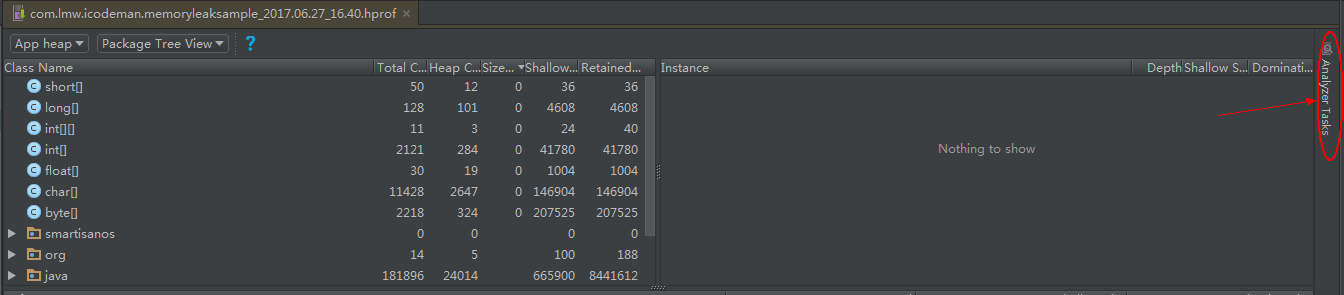 com.lmw.icodeman.memoryleaksample_2017.06.27_16.40.hprof ×
App heap Package Tree View ?
Class Name Total C... Heap C... Size... Shallow... Retained... Instance Depth Shallow S... Dominati...
short[] 50 12 0 36 36
long[] 128 101 0 4608 4608
int[][] 11 3 0 24 40
int[] 2121 284 0 41780 41780
float[] 30 19 0 1004 1004
char[] 11428 2647 0 146904 146904
byte[] 2218 324 0 207525 207525
smartisanos 0 0 0 0
org 14 5 100 188
java 181896 24014 665900 8441612
Nothing to show
Analyzer Tasks